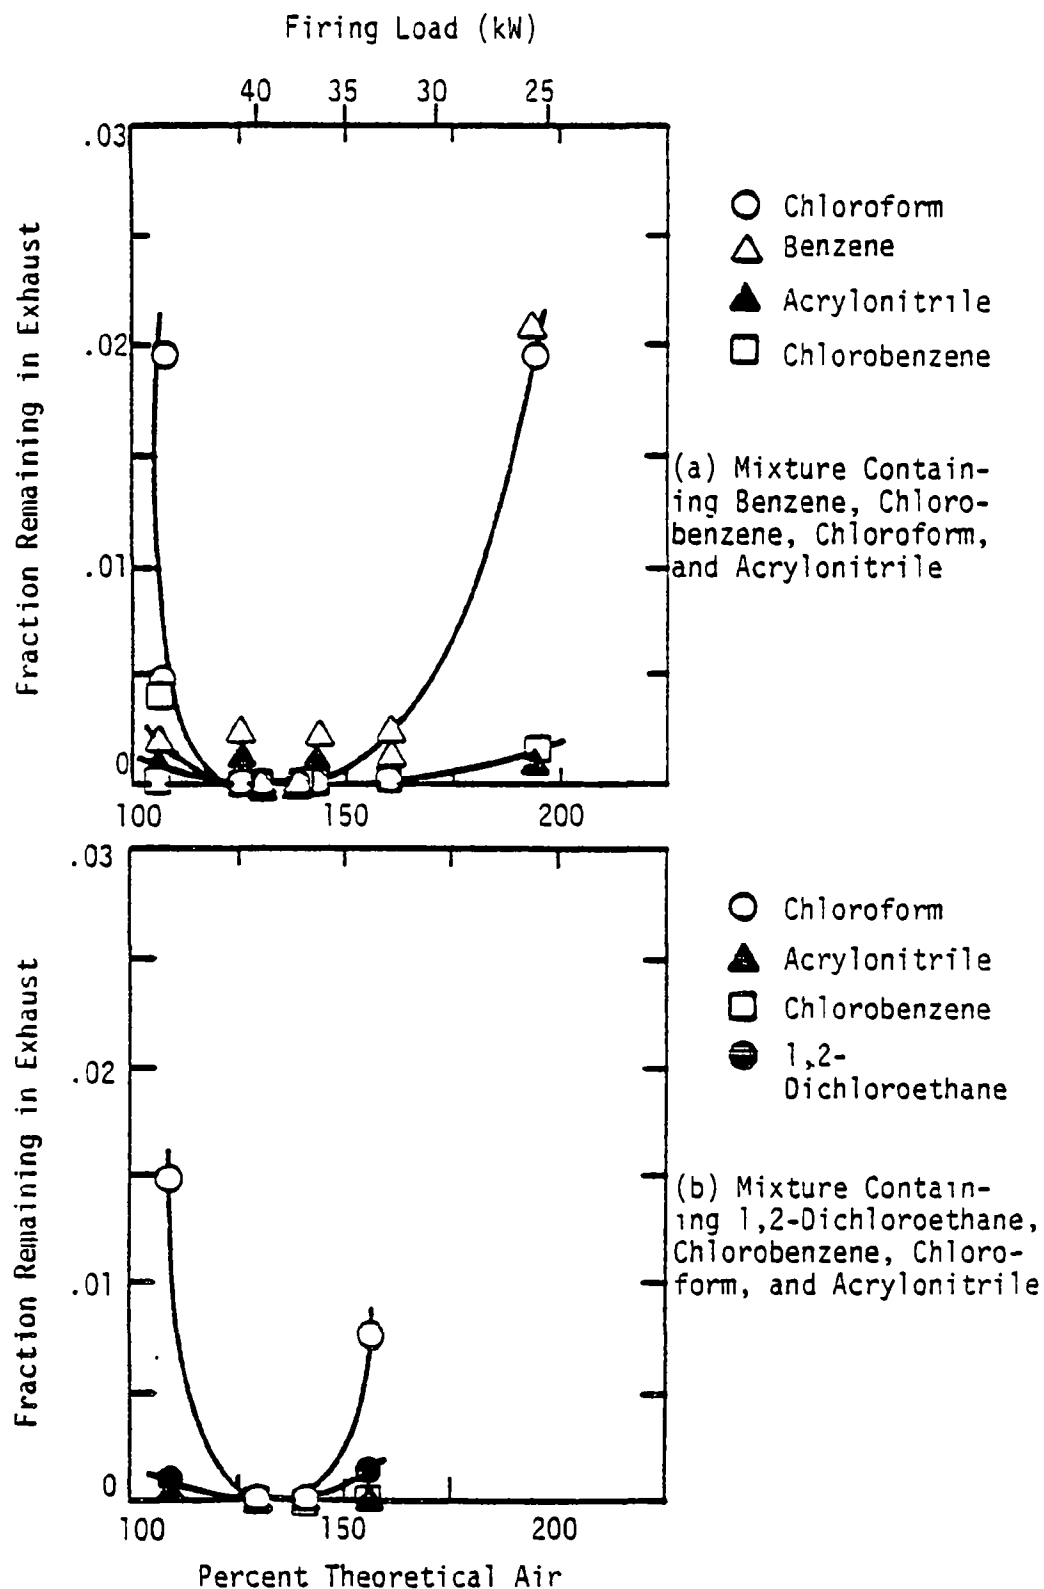 Firing Load (kW)
40 35 30 25
.03
.02
.01
0
100 150 200
Fraction Remaining in Exhaust
Chloroform
Benzene
Acrylonitrile
Chlorobenzene
(a) Mixture Contain-
ing Benzene, Chloro-
benzene, Chloroform,
and Acrylonitrile
.03
.02
.01
0
100 150 200
Fraction Remaining in Exhaust
Percent Theoretical Air
Chloroform
Acrylonitrile
Chlorobenzene
1,2-
Dichloroethane
(b) Mixture Contain-
ing 1,2-Dichloroethane,
Chlorobenzene, Chloro-
form, and Acrylonitrile